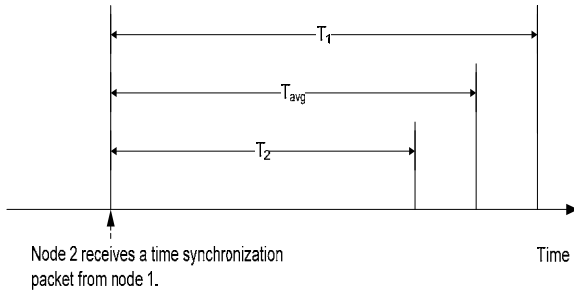 T1
Tavg
T2
Node 2 receives a time synchronization
packet from node 1.
Time